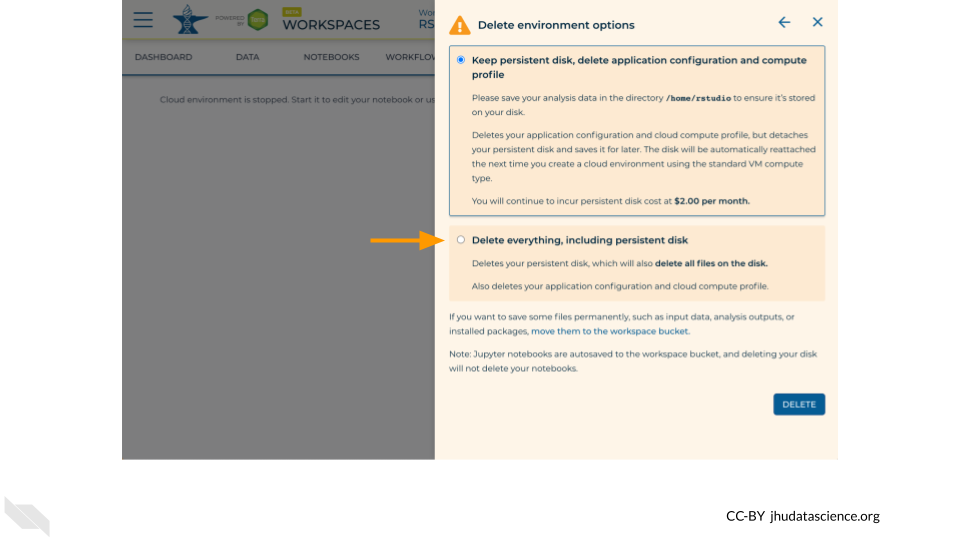 POWERED
BY
terra
BETA
WORKSPACES
Wor
RS
DASHBOARD DATA NOTEBOOKS WORKFLOW
Cloud environment is stopped. Start it to edit your notebook or us
Delete environment options
Keep persistent disk, delete application configuration and compute
profile
Please save your analysis data in the directory /home/rstudio to ensure it's stored
on your disk.
Deletes your application configuration and cloud compute profile, but detaches
your persistent disk and saves it for later. The disk will be automatically reattached
the next time you create a cloud environment using the standard VM compute
type.
You will continue to incur persistent disk cost at $2.00 per month.
Delete everything, including persistent disk
Deletes your persistent disk, which will also delete all files on the disk.
Also deletes your application configuration and cloud compute profile.
If you want to save some files permanently, such as input data, analysis outputs, or
installed packages, move them to the workspace bucket.
Note: Jupyter notebooks are autosaved to the workspace bucket, and deleting your disk
will not delete your notebooks.
DELETE
CC-BY jhudatascience.org